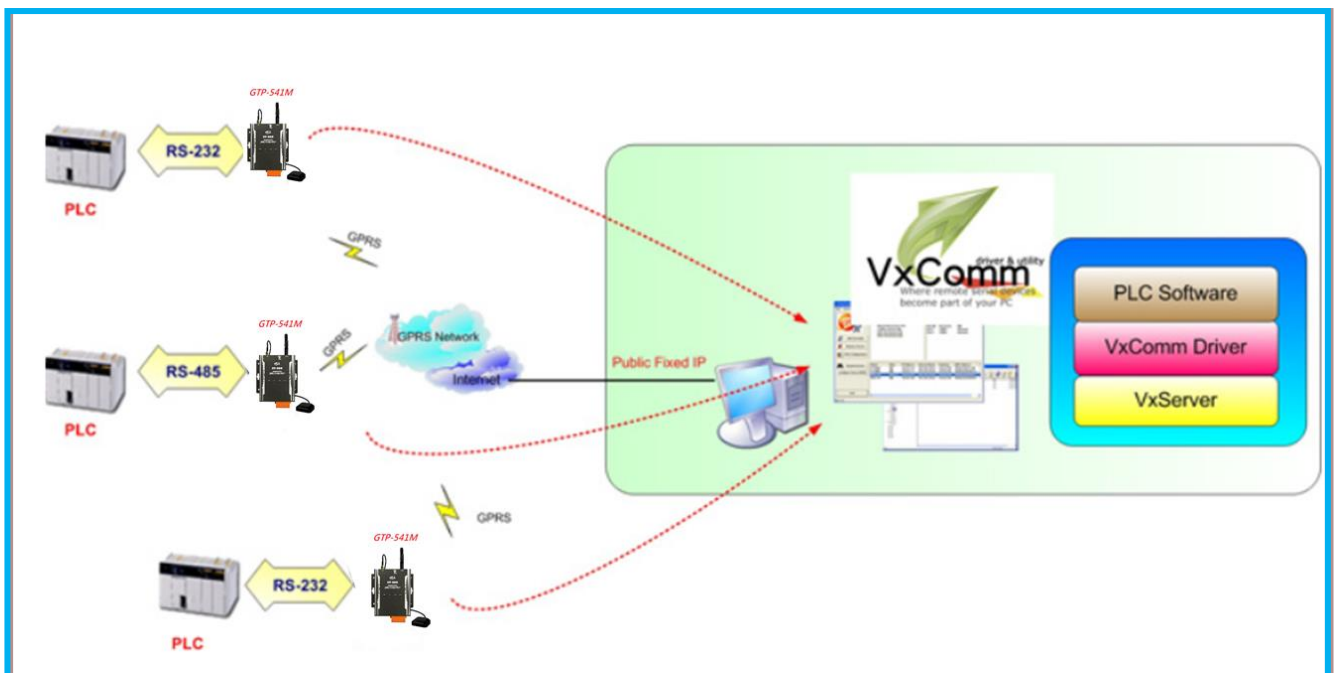 GTP-541M
RS-232
PLC
GPRS
GTP-541M
GPRS
RS-485
PLC
GPRS Network
Internet
Public Fixed IP
VxComm
driver & utility
Where remote serial devices
become part of your PC
PLC Software
VxComm Driver
VxServer
GPRS
GTP-541M
RS-232
PLC